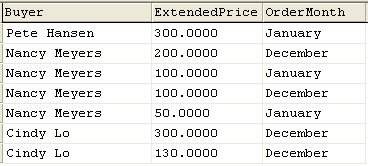 Buyer ExtendedPrice OrderMonth
Pete Hansen 300.0000 January
Nancy Meyers 200.0000 December
Nancy Meyers 100.0000 January
Nancy Meyers 100.0000 December
Nancy Meyers 50.0000 January
Cindy Lo 300.0000 December
Cindy Lo 130.0000 December